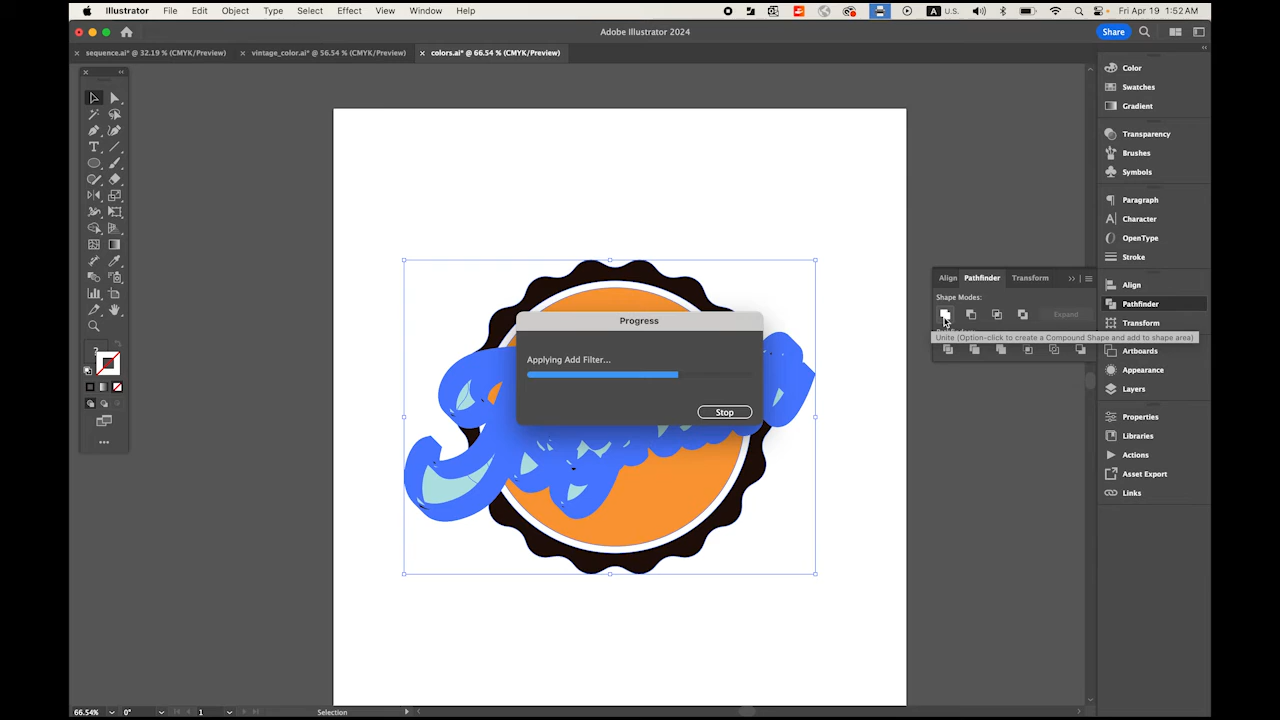 Illustrator File Edit Object Type Select Effect View Window Help
A U.S. Fri Apr 19 1:52 AM
Adobe Illustrator 2024
Share
× sequence.ai* @ 32.19 % (CMYK/Preview) × vintage_color.ai* @ 56.54 % (CMYK/Preview) × colors.ai* @ 66.54 % (CMYK/Preview)
Color
Swatches
Gradient
Transparency
Brushes
Symbols
Paragraph
Character
OpenType
Stroke
Align
Pathfinder
Transform
Artboards
Appearance
Layers
Properties
Libraries
Actions
Asset Export
Links
Align Pathfinder Transform
Shape Modes:
Expand
Unite (Option-click to create a Compound Shape and add to shape area)
Progress
Applying Add Filter...
Stop
?
66.54% 0° 1 Selection